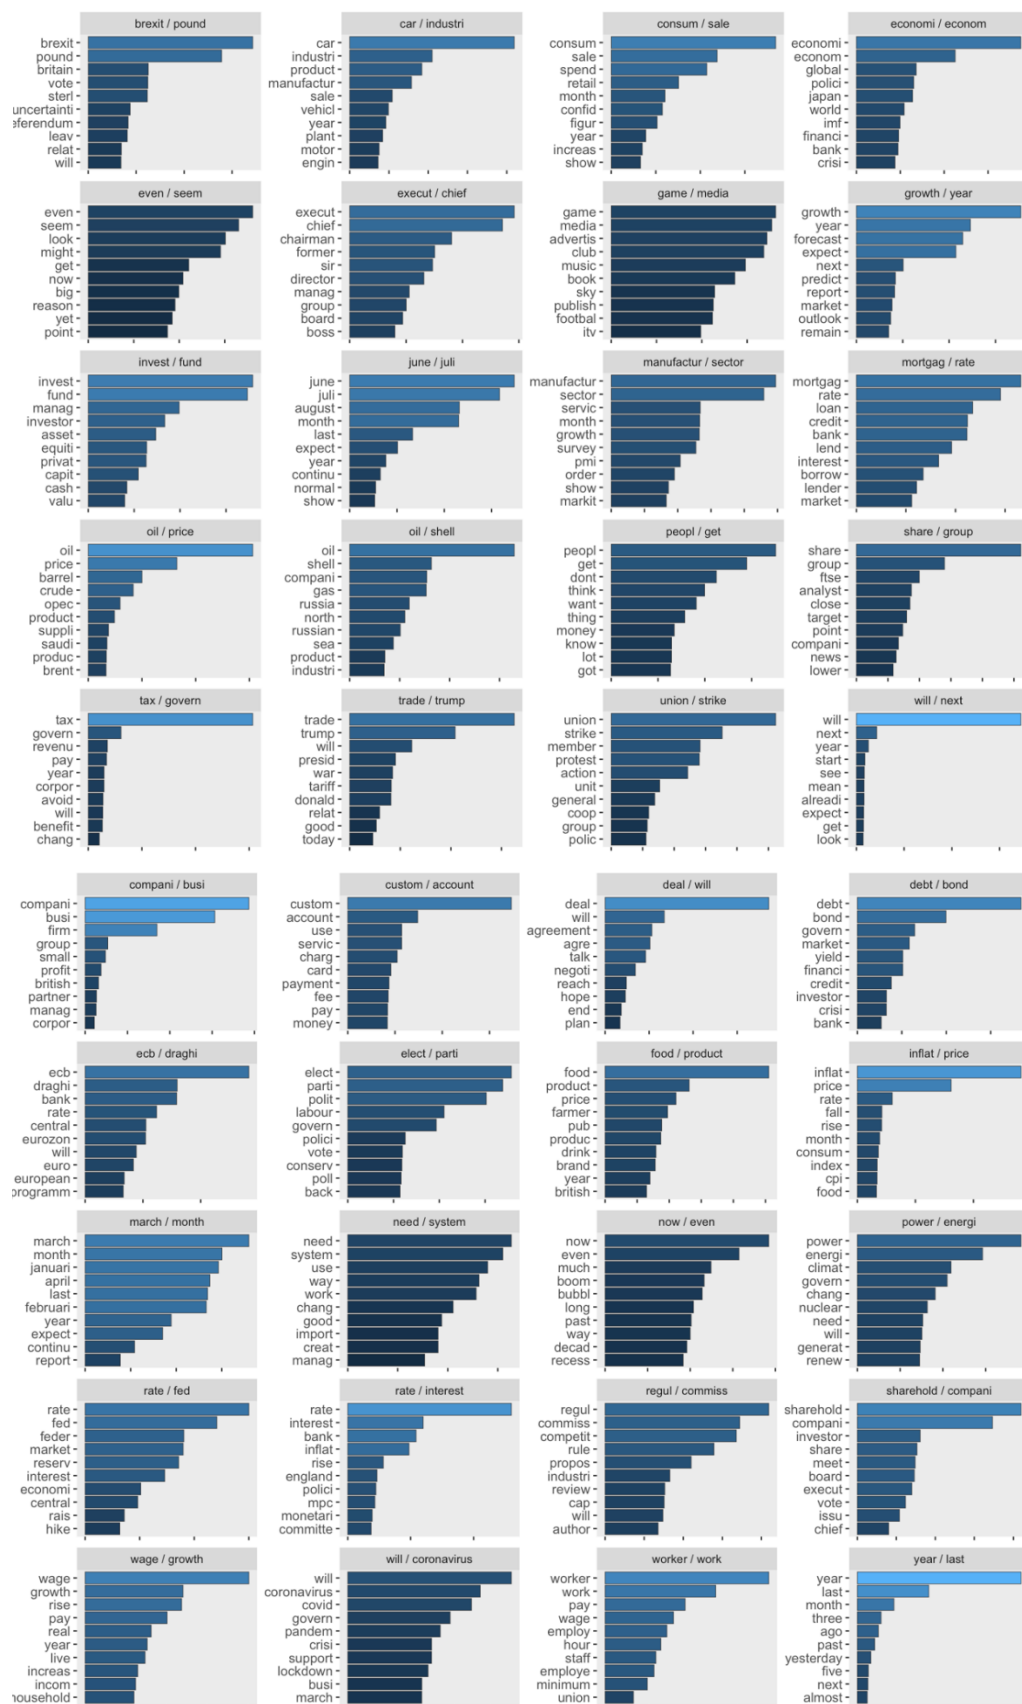 brexit / pound
brexit
pound
britain
vote
sterl
uncertainti
eferendum
leav
relat
will
car / industri
car
industri
product
manufactur
sale
vehicl
year
plant
motor
engin
consum / sale
consum
sale
spend
retail
month
confid
figur
year
increas
show
economi / econom
economi
econom
global
polici
japan
world
imf
financi
bank
crisi
even / seem
even
seem
look
might
get
now
big
reason
yet
point
execut / chief
execut
chief
chairman
former
sir
director
manag
group
board
boss
game / media
game
media
advertis
club
music
book
sky
publish
footbal
itv
growth / year
growth
year
forecast
expect
next
predict
report
market
outlook
remain
invest / fund
invest
fund
manag
investor
asset
equiti
privat
capit
cash
valu
june / juli
june
juli
august
month
last
expect
year
continu
normal
show
manufactur / sector
manufactur
sector
servic
month
growth
survey
pmi
order
show
markit
mortgag / rate
mortgag
rate
loan
credit
bank
lend
interest
borrow
lender
market
oil / price
oil
price
barrel
crude
opec
product
suppli
saudi
produc
brent
oil / shell
oil
shell
compani
gas
russia
north
russian
sea
product
industri
peopl / get
peopl
get
dont
think
want
thing
money
know
lot
got
share / group
share
group
ftse
analyst
close
target
point
compani
news
lower
tax / govern
tax
govern
revenu
pay
year
corpor
avoid
will
benefit
chang
trade / trump
trade
trump
will
presid
war
tariff
donald
relat
good
today
union / strike
union
strike
member
protest
action
unit
general
coop
group
polic
will / next
will
next
year
start
see
mean
alreadi
expect
get
look
compani / busi
compani
busi
firm
group
small
profit
british
partner
manag
corpor
custom / account
custom
account
use
servic
charg
card
payment
fee
pay
money
deal / will
deal
will
agreement
agre
talk
negoti
reach
hope
end
plan
debt / bond
debt
bond
govern
market
yield
financi
credit
investor
crisi
bank
ecb / draghi
ecb
draghi
bank
rate
central
eurozon
will
euro
european
programm
elect / parti
elect
parti
polit
labour
govern
polici
vote
conserv
poll
back
food / product
food
product
price
farmer
pub
produc
drink
brand
year
british
inflat / price
inflat
price
rate
fall
rise
month
consum
index
cpi
food
march / month
march
month
januari
april
last
februari
year
expect
continu
report
need / system
need
system
use
way
work
chang
good
import
creat
manag
now / even
now
even
much
boom
bubbl
long
past
way
decad
recess
power / energi
power
energi
climat
govern
chang
nuclear
need
will
generat
renew
rate / fed
rate
fed
feder
market
reserv
interest
economi
central
rais
hike
rate / interest
rate
interest
bank
inflat
rise
england
polici
mpc
monetari
committe
regul / commiss
regul
commiss
competit
rule
propos
industri
review
cap
will
author
sharehold / compani
sharehold
compani
investor
share
meet
board
execut
vote
issu
chief
wage / growth
wage
growth
rise
pay
real
year
live
increas
incom
household
will / coronavirus
will
coronavirus
covid
govern
pandem
crisi
support
lockdown
busi
march
worker / work
worker
work
pay
wage
employ
hour
staff
employe
minimum
union
year / last
year
last
month
three
ago
past
yesterday
five
next
almost